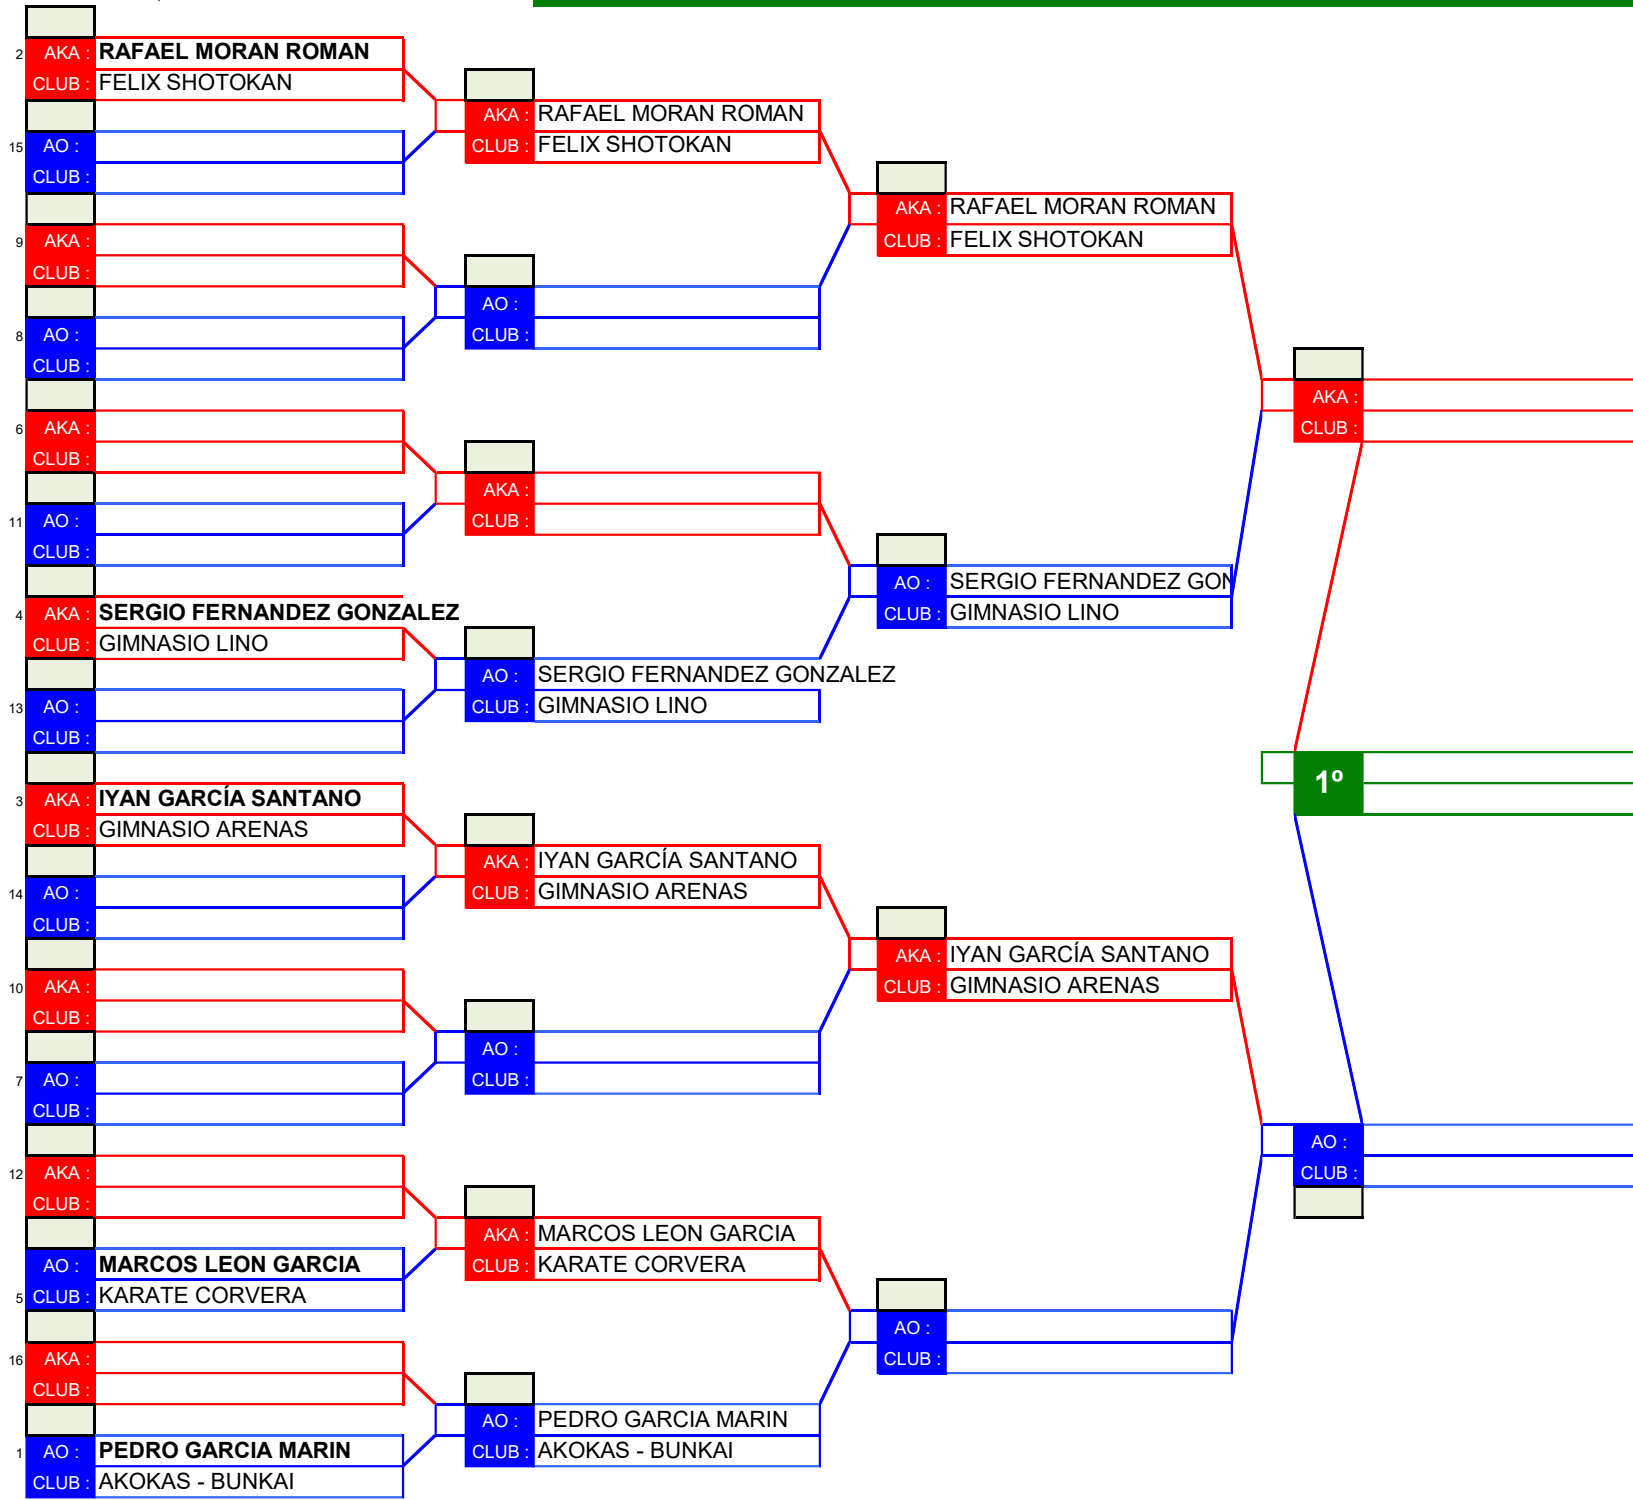 2 AKA : RAFAEL MORAN ROMAN
CLUB : FELIX SHOTOKAN
AKA : RAFAEL MORAN ROMAN
CLUB : FELIX SHOTOKAN
15 AO :
CLUB :
AKA : RAFAEL MORAN ROMAN
CLUB : FELIX SHOTOKAN
9 AKA :
CLUB :
AO :
CLUB :
8 AO :
CLUB :
AKA :
CLUB :
6 AKA :
CLUB :
AKA :
CLUB :
11 AO :
CLUB :
AO : SERGIO FERNANDEZ GON
CLUB : GIMNASIO LINO
4 AKA : SERGIO FERNANDEZ GONZALEZ
CLUB : GIMNASIO LINO
AO : SERGIO FERNANDEZ GONZALEZ
CLUB : GIMNASIO LINO
13 AO :
CLUB :
1º
3 AKA : IYAN GARCÍA SANTANO
CLUB : GIMNASIO ARENAS
AKA : IYAN GARCÍA SANTANO
CLUB : GIMNASIO ARENAS
14 AO :
CLUB :
AKA : IYAN GARCÍA SANTANO
CLUB : GIMNASIO ARENAS
10 AKA :
CLUB :
AO :
CLUB :
7 AO :
CLUB :
AO :
CLUB :
12 AKA :
CLUB :
AKA : MARCOS LEON GARCIA
CLUB : KARATE CORVERA
AO : MARCOS LEON GARCIA
5 CLUB : KARATE CORVERA
AO :
CLUB :
16 AKA :
CLUB :
AO : PEDRO GARCIA MARIN
CLUB : AKOKAS - BUNKAI
1 AO : PEDRO GARCIA MARIN
CLUB : AKOKAS - BUNKAI